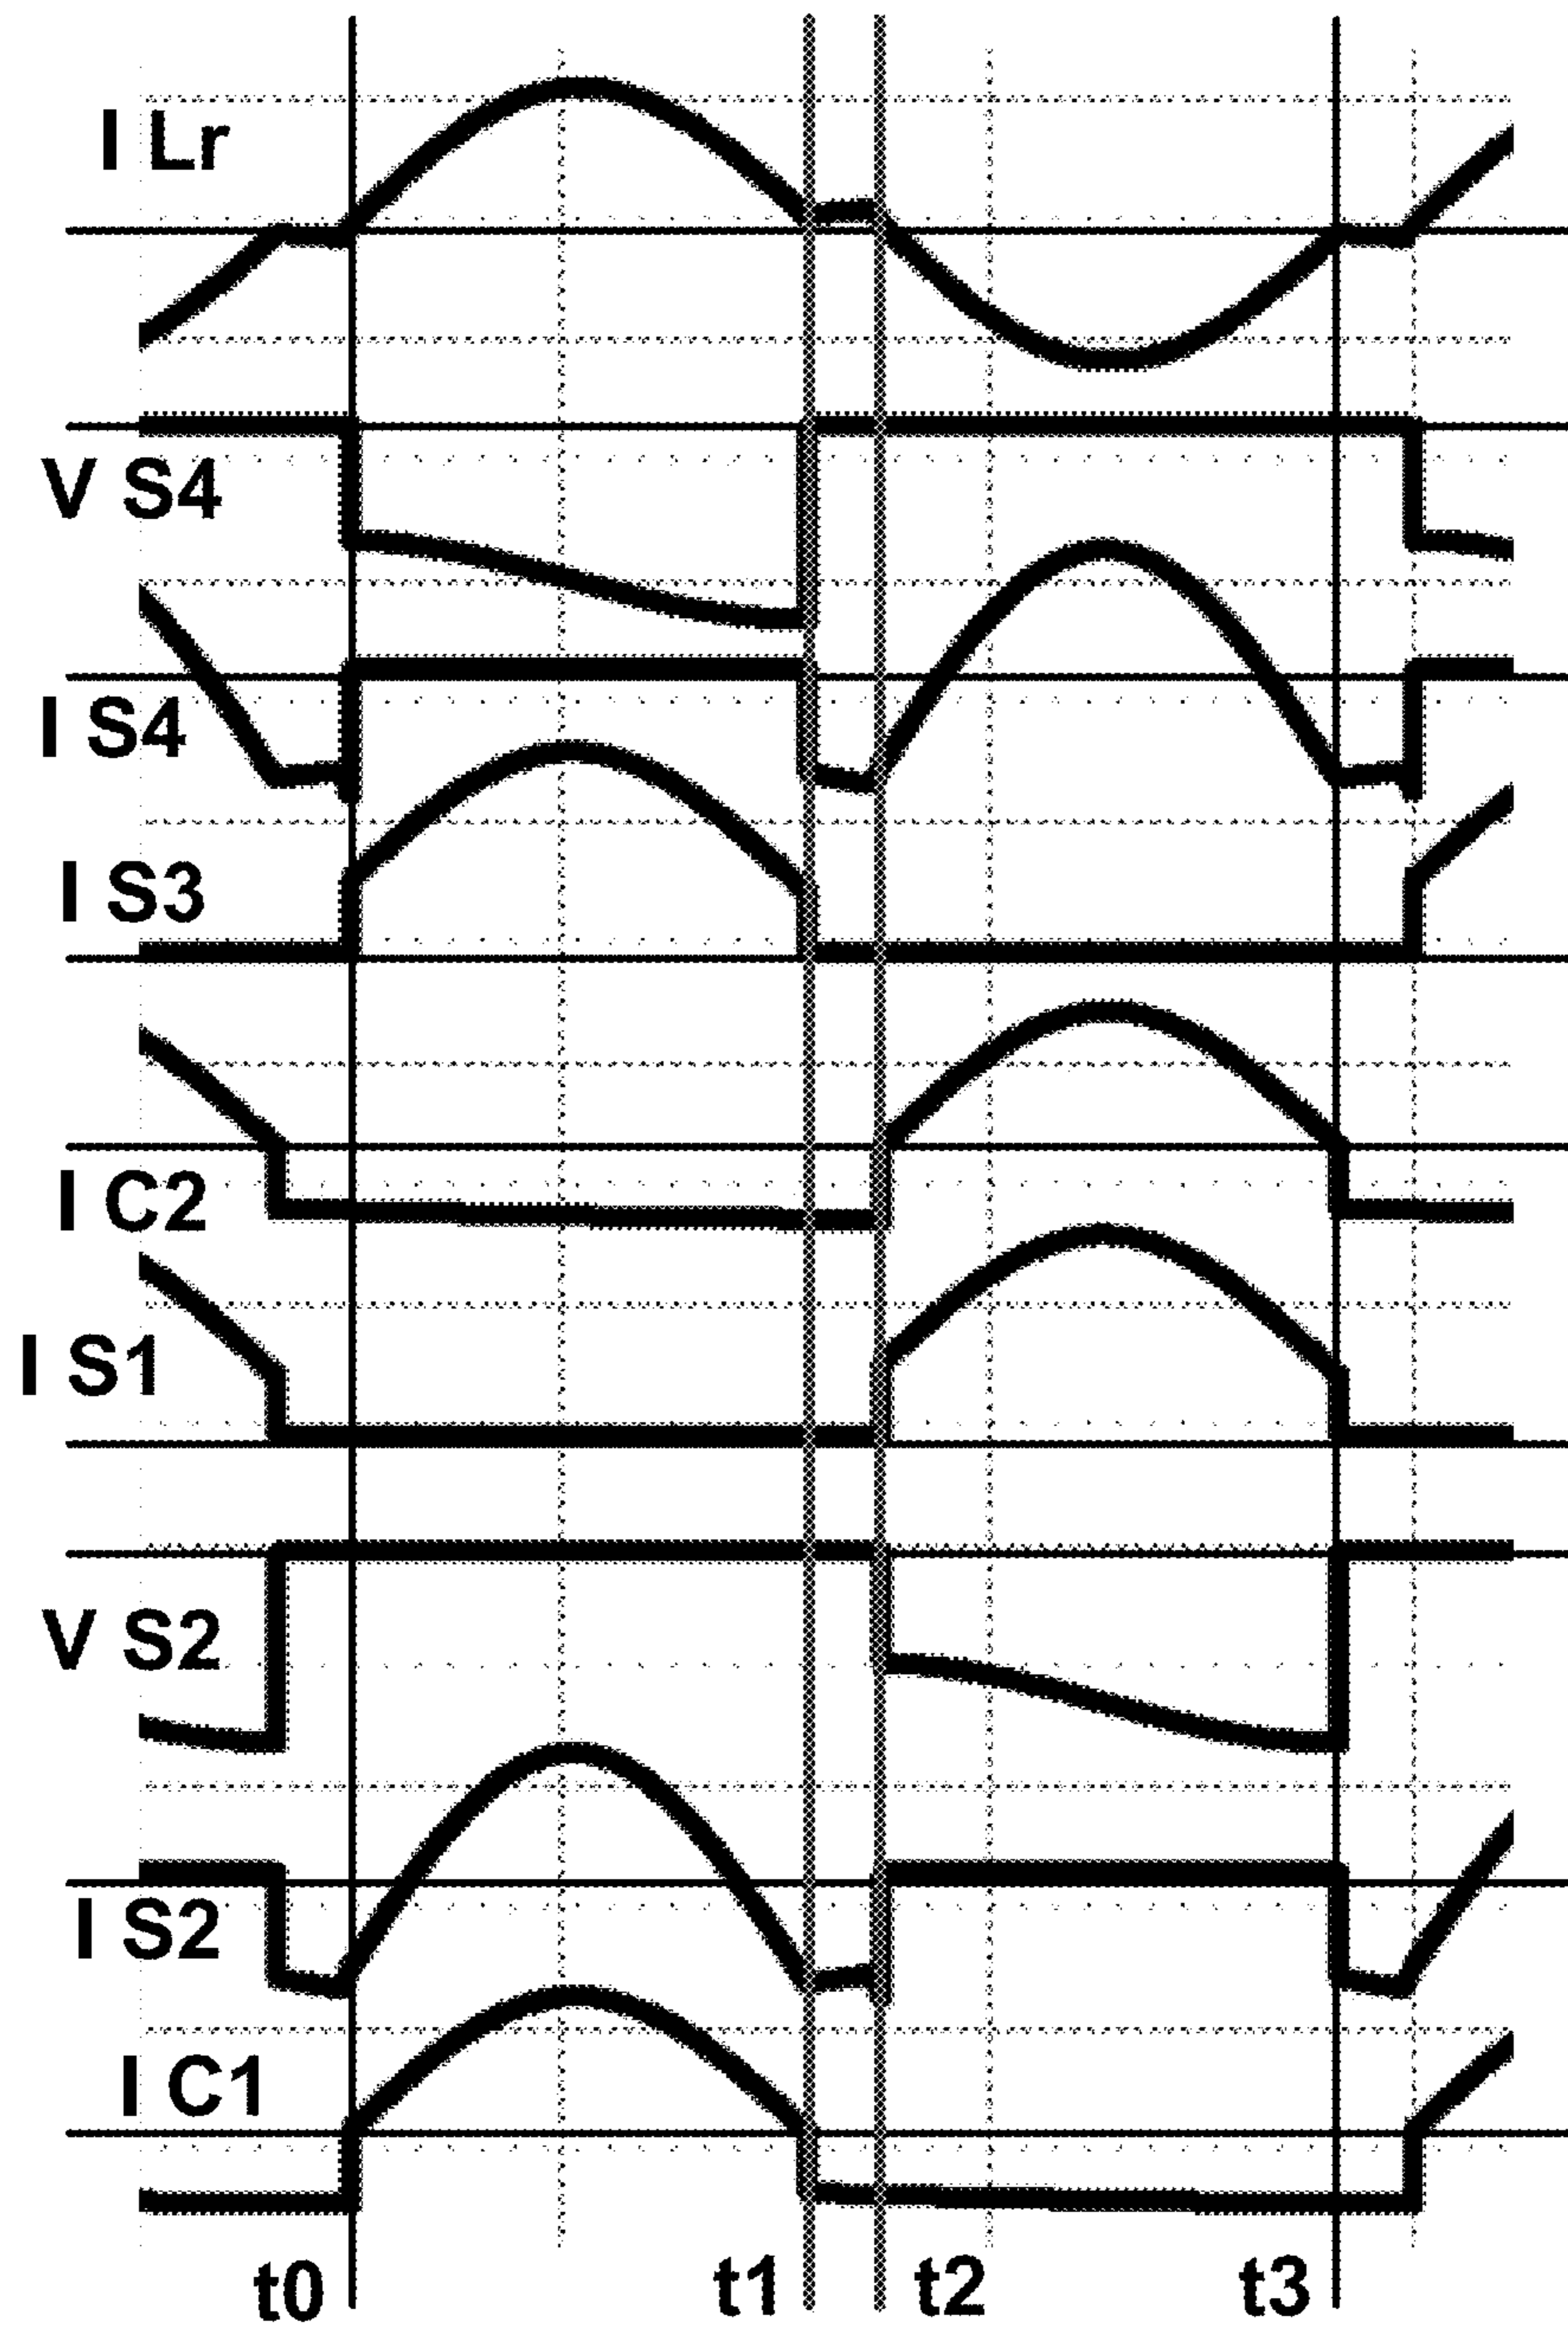 I Lr
V S4
I S4
I S3
I C2
I S1
V S2
I S2
I C1
t0 t1 t2 t3